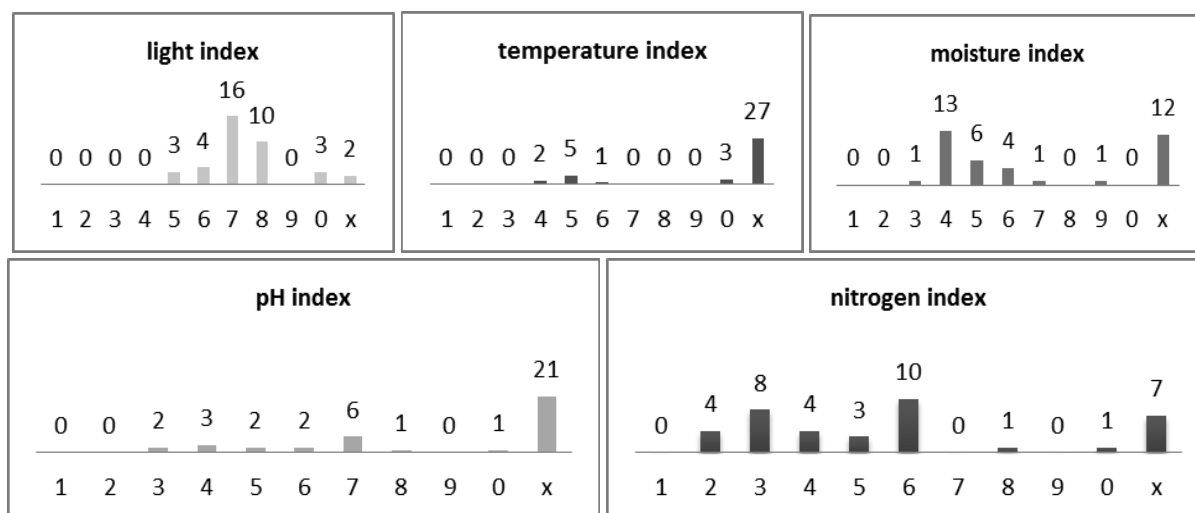 light index
0 0 0 0 3 4 16 10 0 3 2
1 2 3 4 5 6 7 8 9 0 x
temperature index
0 0 0 2 5 1 0 0 0 3 27
1 2 3 4 5 6 7 8 9 0 x
moisture index
0 0 1 13 6 4 1 0 1 0 12
1 2 3 4 5 6 7 8 9 0 x
pH index
0 0 2 3 2 2 6 1 0 1 21
1 2 3 4 5 6 7 8 9 0 x
nitrogen index
0 4 8 4 3 10 0 1 0 1 7
1 2 3 4 5 6 7 8 9 0 x